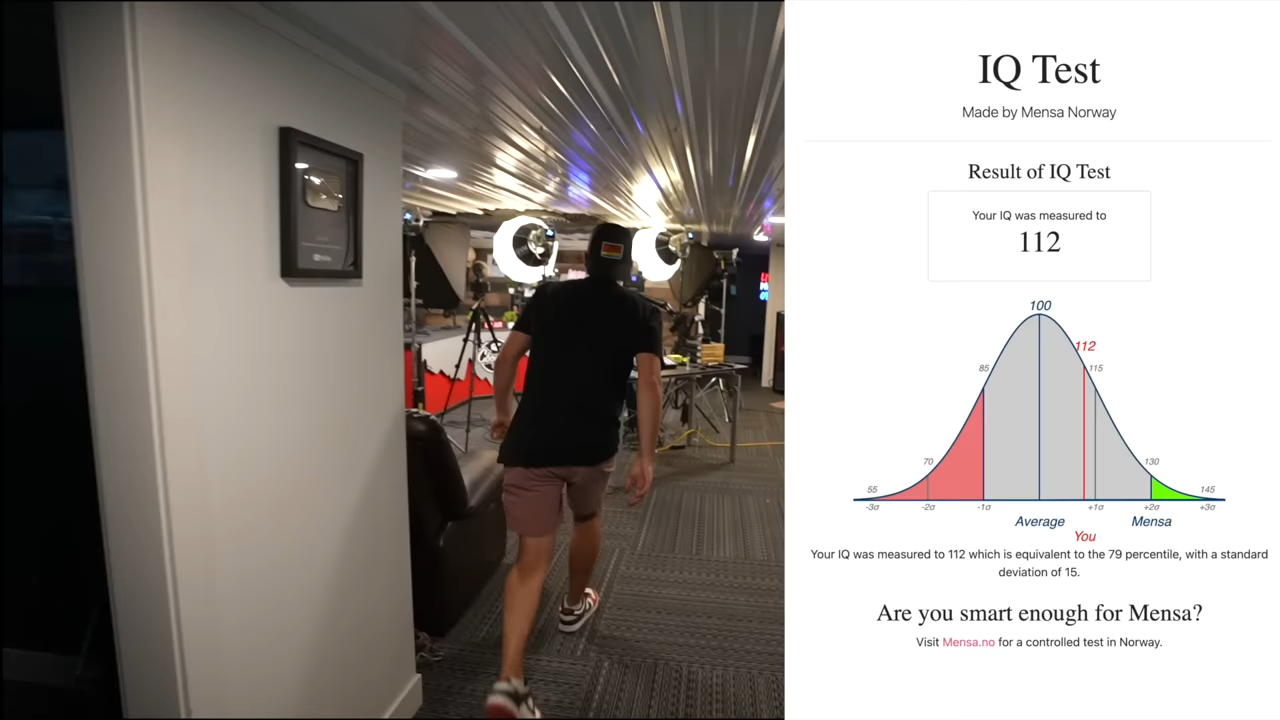 IQ Test
Made by Mensa Norway
Result of IQ Test
Your IQ was measured to
112
100
112
85
115
70
130
55
145
-3σ
-2σ
-1σ
+1σ
+2σ
+3σ
Average
Mensa
You
Your IQ was measured to 112 which is equivalent to the 79 percentile, with a standard
deviation of 15.
Are you smart enough for Mensa?
Visit Mensa.no for a controlled test in Norway.